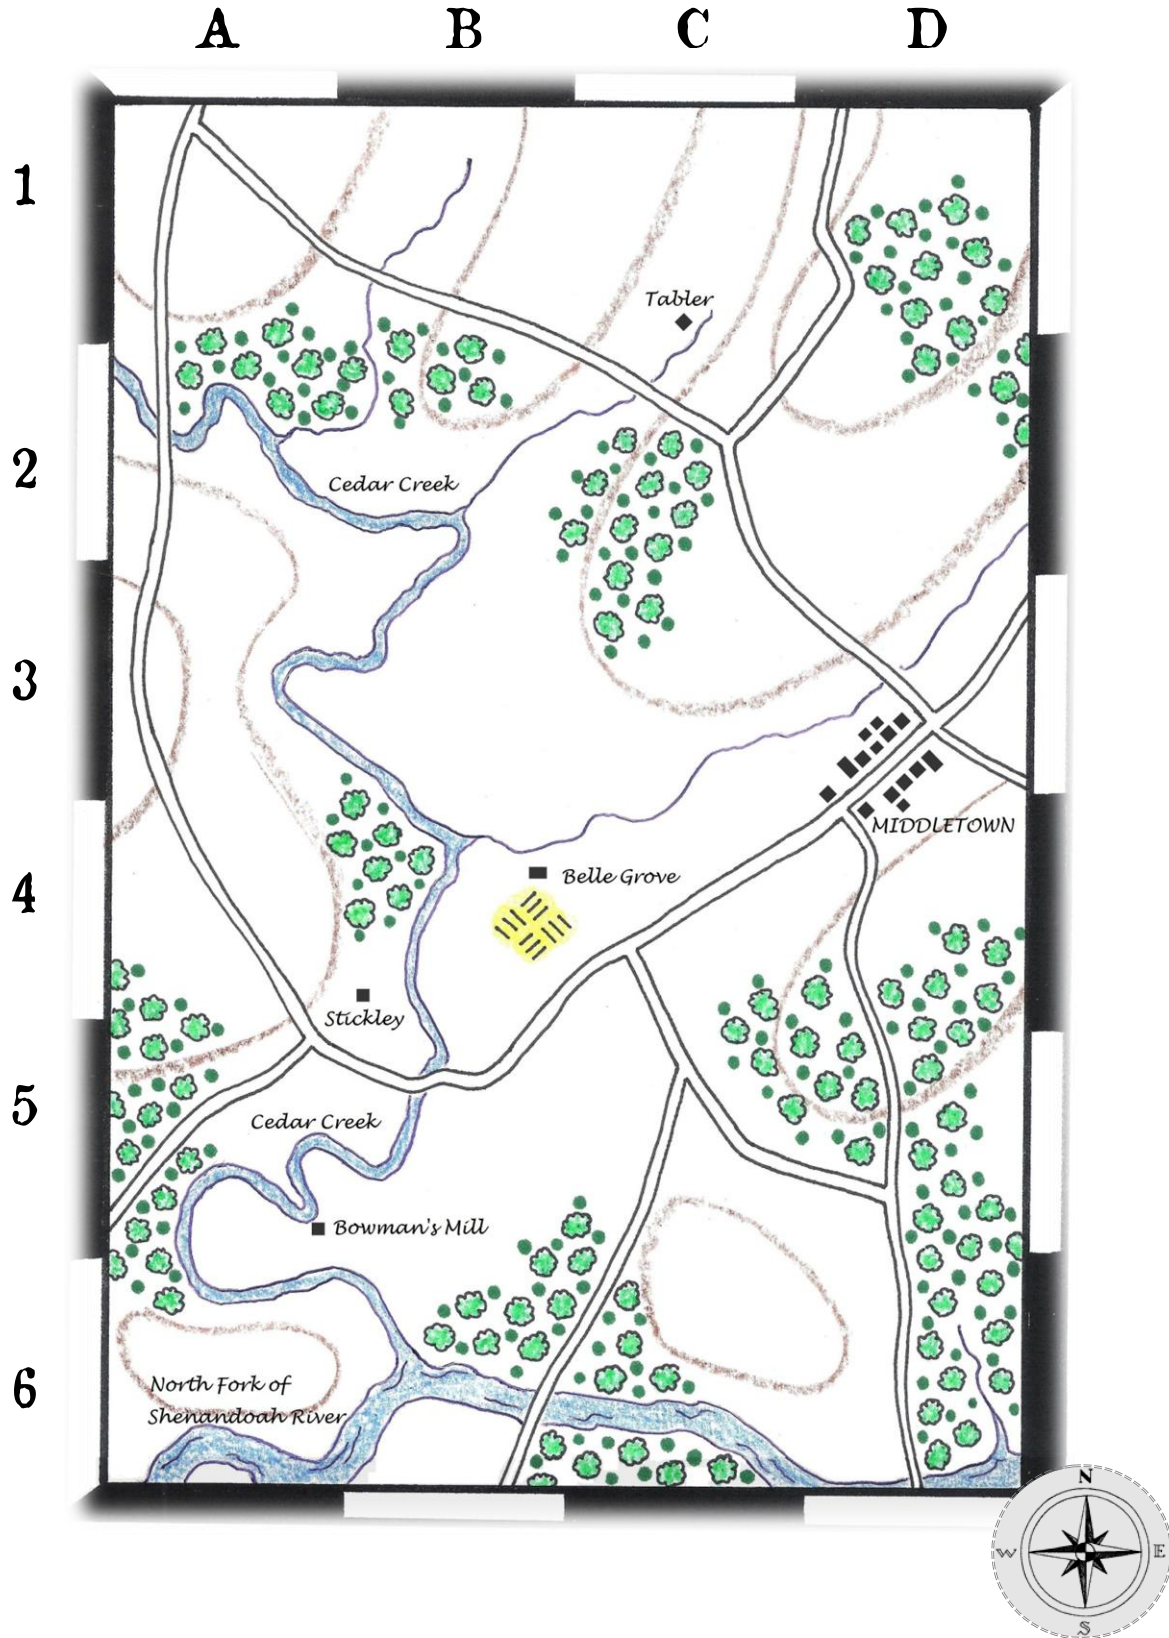 A B C D
1
Tabler
2
Cedar Creek
3
MIDDLETOWN
4
Belle Grove
Stickley
5
Cedar Creek
Bowman's Mill
6
North Fork of
Shenandoah River
N
W E
S